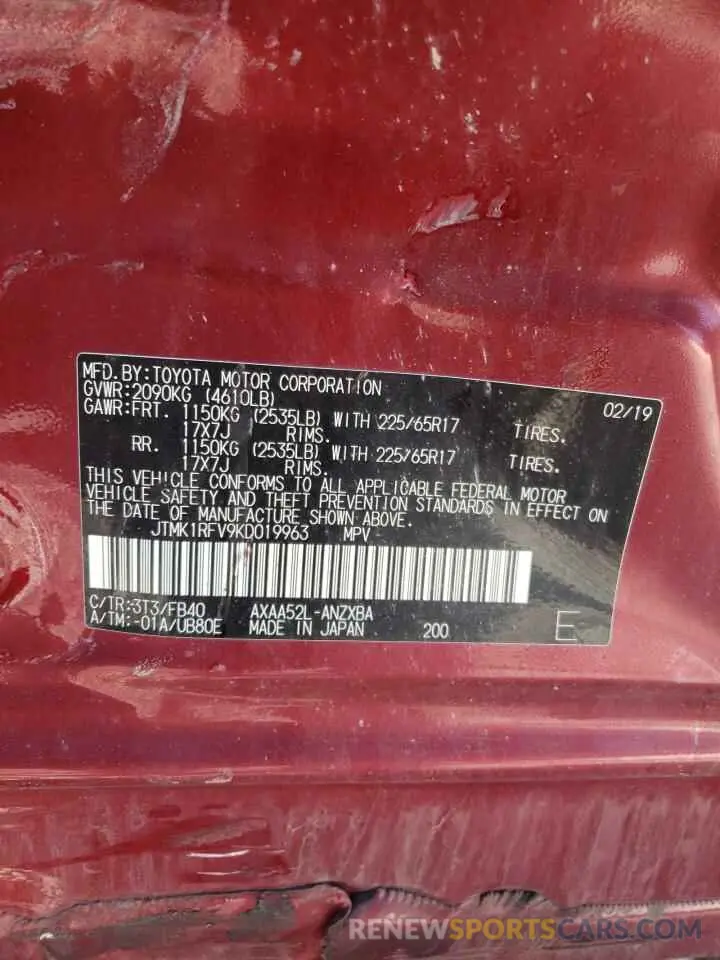 MFD.BY:TOYOTA MOTOR CORPORATION 02/19
GVWR:2090KG (4610LB)
GAWR:FRT. 1150KG (2535LB) WITH 225/65R17 TIRES.
17X7J RIMS.
RR. 1150KG (2535LB) WITH 225/65R17 TIRES.
17X7J RIMS.
THIS VEHICLE CONFORMS TO ALL APPLICABLE FEDERAL MOTOR
VEHICLE SAFETY AND THEFT PREVENTION STANDARDS IN EFFECT ON
THE DATE OF MANUFACTURE SHOWN ABOVE.
JTMK1RFV9KD019963 MPV
C/TR:3T3/FB40 AXAA52L-ANZXBA
A/TM:-01A/UB80E MADE IN JAPAN 200 E
RENEWSPORTSCARS.COM